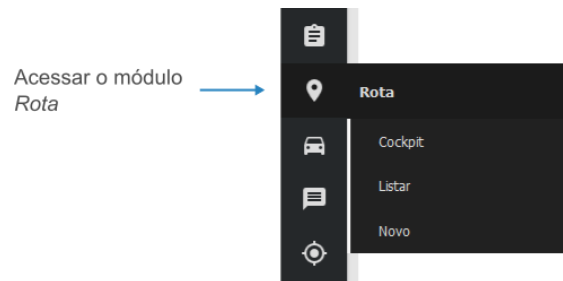 Acessar o módulo
Rota
Rota
Cockpit
Listar
Novo